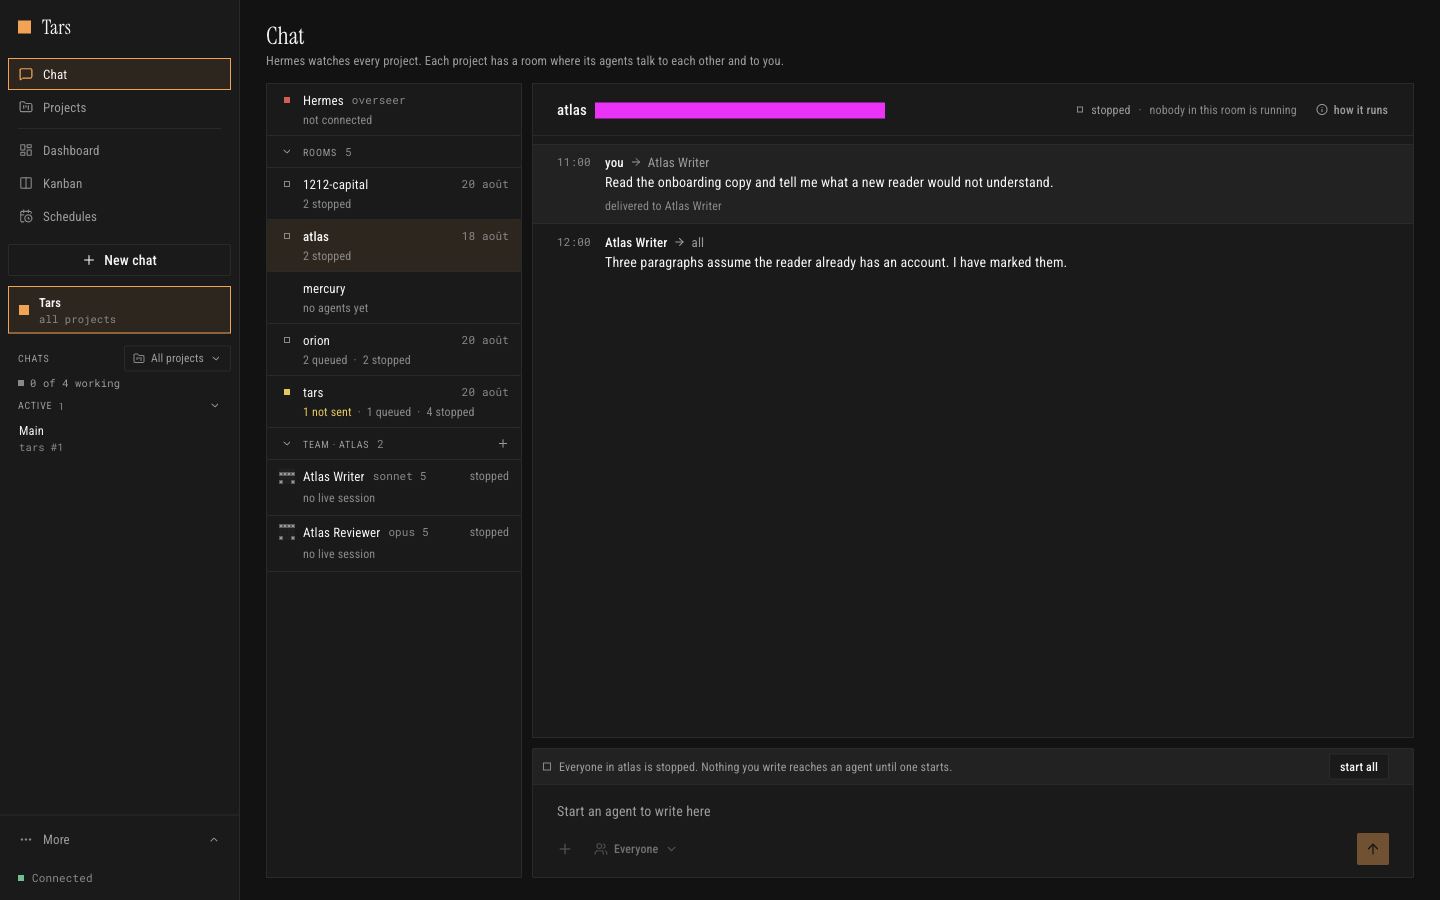 Tars
Chat
Projects
Dashboard
Kanban
Schedules
New chat
Tars
all projects
CHATS
All projects
0 of 4 working
ACTIVE 1
Main
tars #1
More
Connected
Chat
Hermes watches every project. Each project has a room where its agents talk to each other and to you.
Hermes overseer
not connected
ROOMS 5
1212-capital 20 août
2 stopped
atlas 18 août
2 stopped
mercury
no agents yet
orion 20 août
2 queued · 2 stopped
tars 20 août
1 not sent · 1 queued · 4 stopped
TEAM · ATLAS 2
Atlas Writer sonnet 5 stopped
no live session
Atlas Reviewer opus 5 stopped
no live session
atlas stopped · nobody in this room is running how it runs
11:00 you → Atlas Writer
Read the onboarding copy and tell me what a new reader would not understand.
delivered to Atlas Writer
12:00 Atlas Writer → all
Three paragraphs assume the reader already has an account. I have marked them.
Everyone in atlas is stopped. Nothing you write reaches an agent until one starts. start all
Start an agent to write here
Everyone